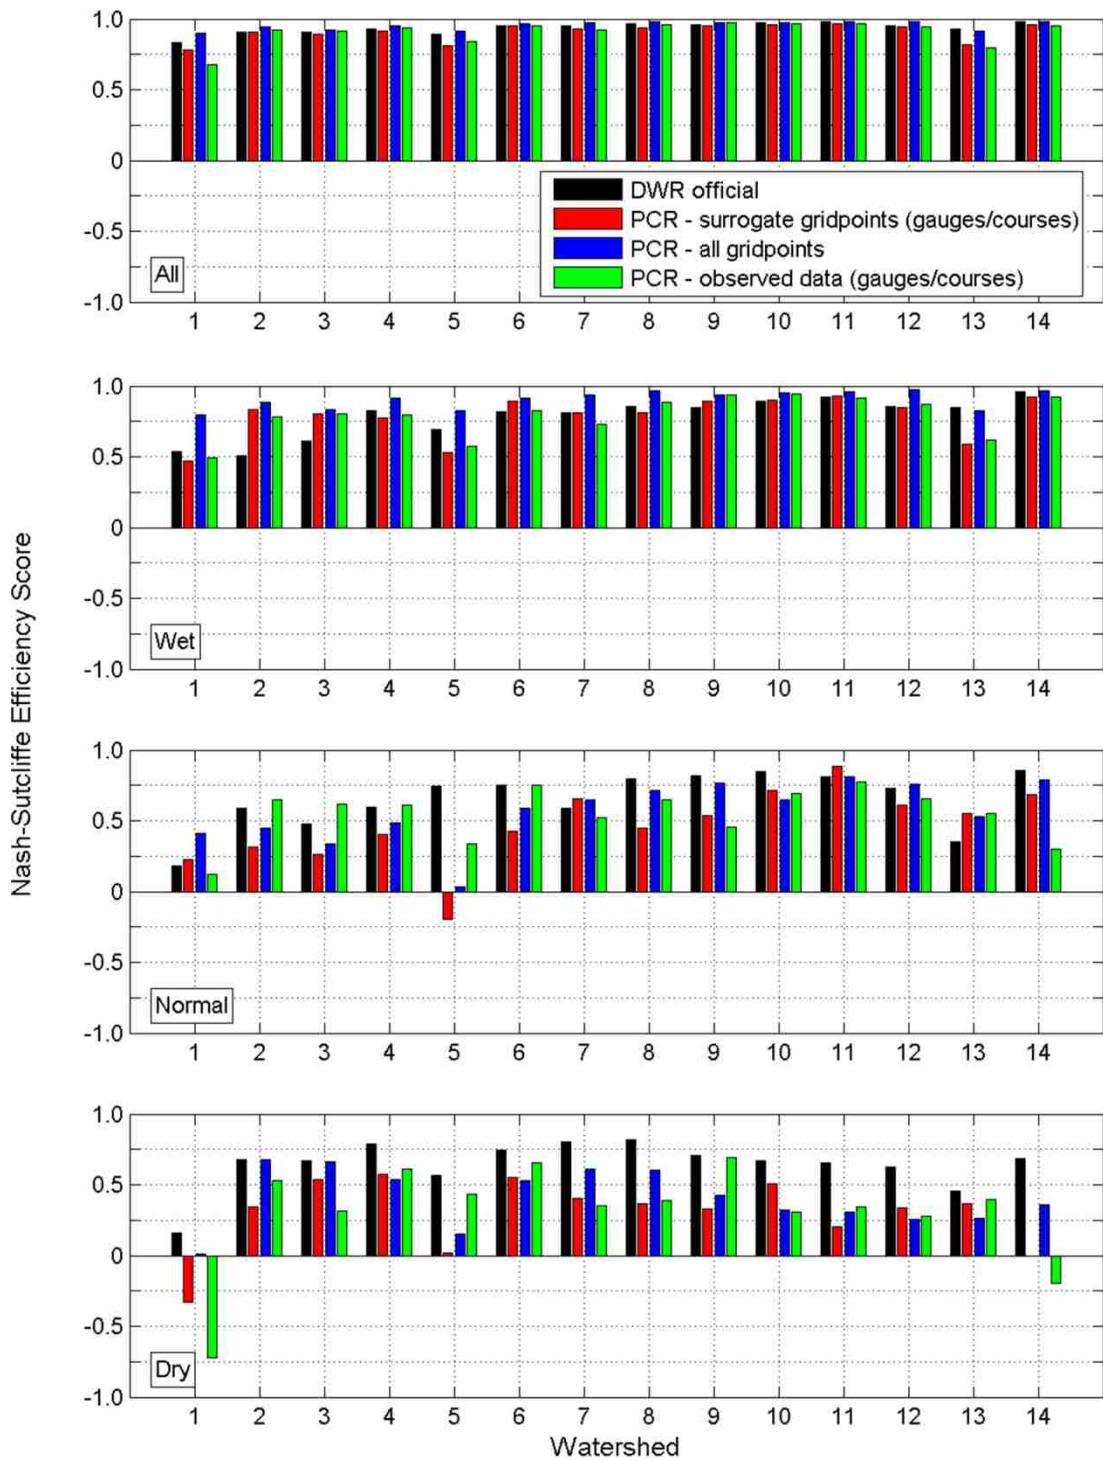 1.0
0.5
0
-0.5
-1.0
All
DWR official
PCR - surrogate gridpoints (gauges/courses)
PCR - all gridpoints
PCR - observed data (gauges/courses)
1 2 3 4 5 6 7 8 9 10 11 12 13 14
Nash-Sutcliffe Efficiency Score
1.0
0.5
0
-0.5
-1.0
Wet
1 2 3 4 5 6 7 8 9 10 11 12 13 14
1.0
0.5
0
-0.5
-1.0
Normal
1 2 3 4 5 6 7 8 9 10 11 12 13 14
1.0
0.5
0
-0.5
-1.0
Dry
1 2 3 4 5 6 7 8 9 10 11 12 13 14
Watershed